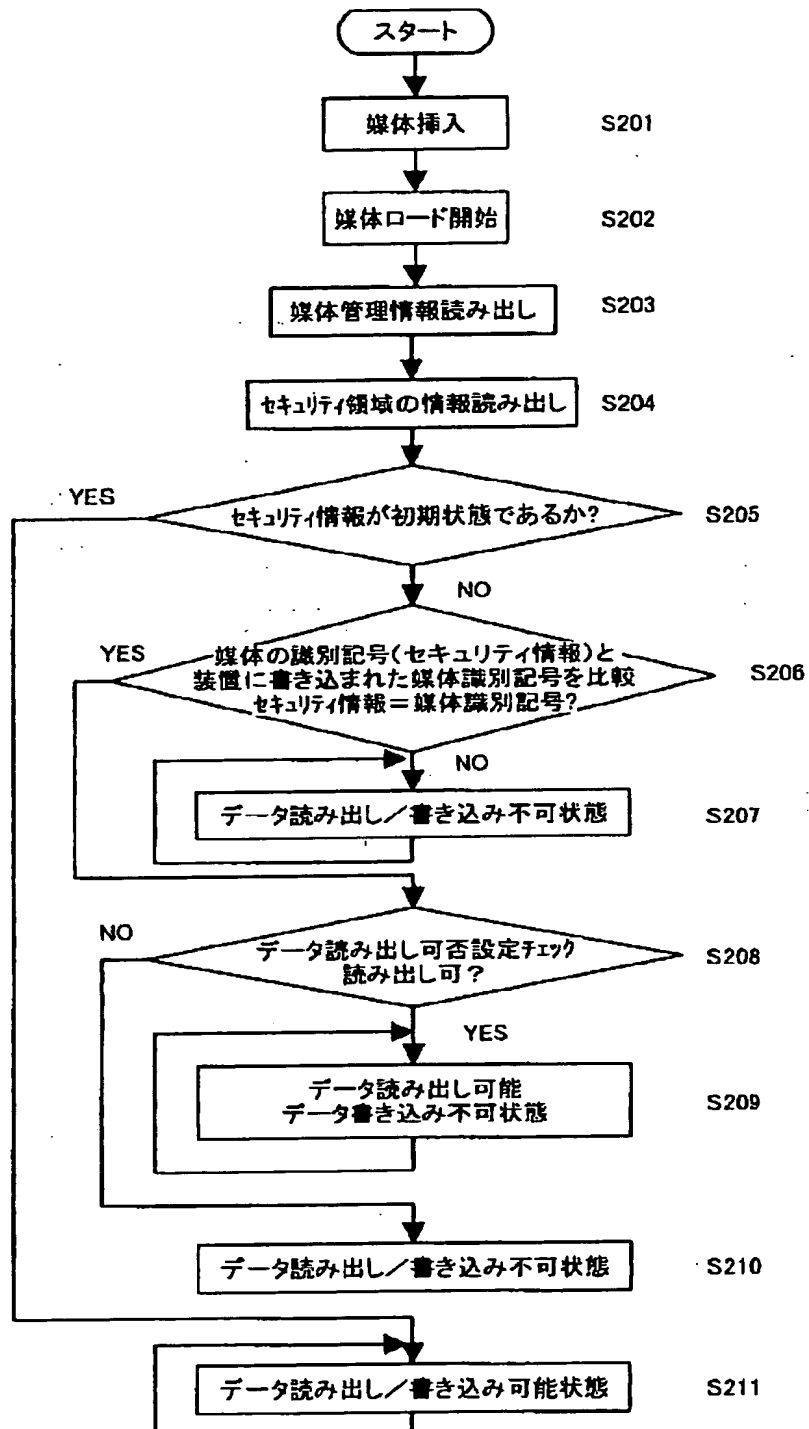 スタート
媒体挿入 S201
媒体ロード開始 S202
媒体管理情報読み出し S203
セキュリティ領域の情報読み出し S204
YES
セキュリティ情報が初期状態であるか? S205
NO
YES
媒体の識別記号(セキュリティ情報)と
装置に書き込まれた媒体識別記号を比較 S206
セキュリティ情報=媒体識別記号?
NO
データ読み出し/書き込み不可状態 S207
NO
データ読み出し可否設定チェック S208
読み出し可?
YES
データ読み出し可能
データ書き込み不可状態 S209
データ読み出し/書き込み不可状態 S210
データ読み出し/書き込み可能状態 S211